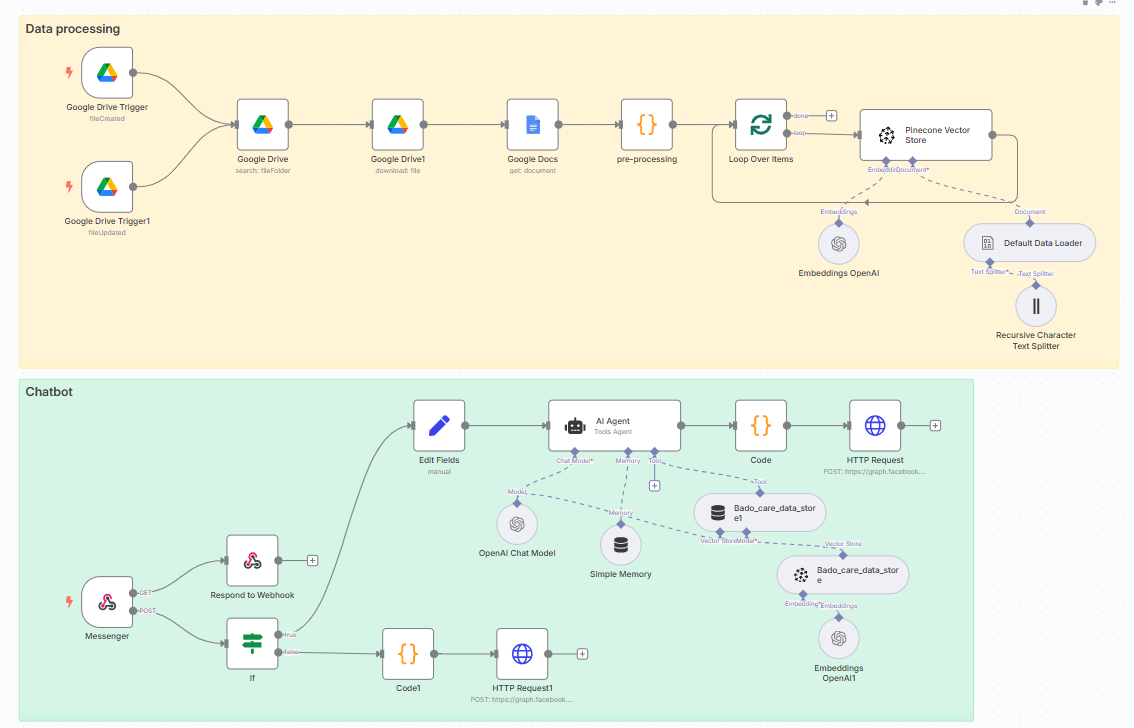 Data processing
Google Drive Trigger
fileCreated
Google Drive
search: fileFolder
Google Drive1
download: file
Google Docs
get: document
pre-processing
done
loop
Loop Over Items
Pinecone Vector
Store
Document*
Google Drive Trigger1
fileUpdated
Embeddings
Embeddings OpenAI
Document
Default Data Loader
Text Splitter*
Text Splitter
Recursive Character
Text Splitter
Chatbot
Edit Fields
manual
AI Agent
Tools Agent
Chat Model*
Memory
Tool
Code
HTTP Request
POST: https://graph.facebook....
Model
OpenAI Chat Model
Memory
Simple Memory
Tool
Bado_care_data_stor
e1
Vector Store
Model*
Vector Store
Bado_care_data_stor
e
Embedding*
Embeddings
Embeddings
OpenAI1
GET
POST
Messenger
Respond to Webhook
true
false
If
Code1
HTTP Request1
POST: https://graph.facebook....